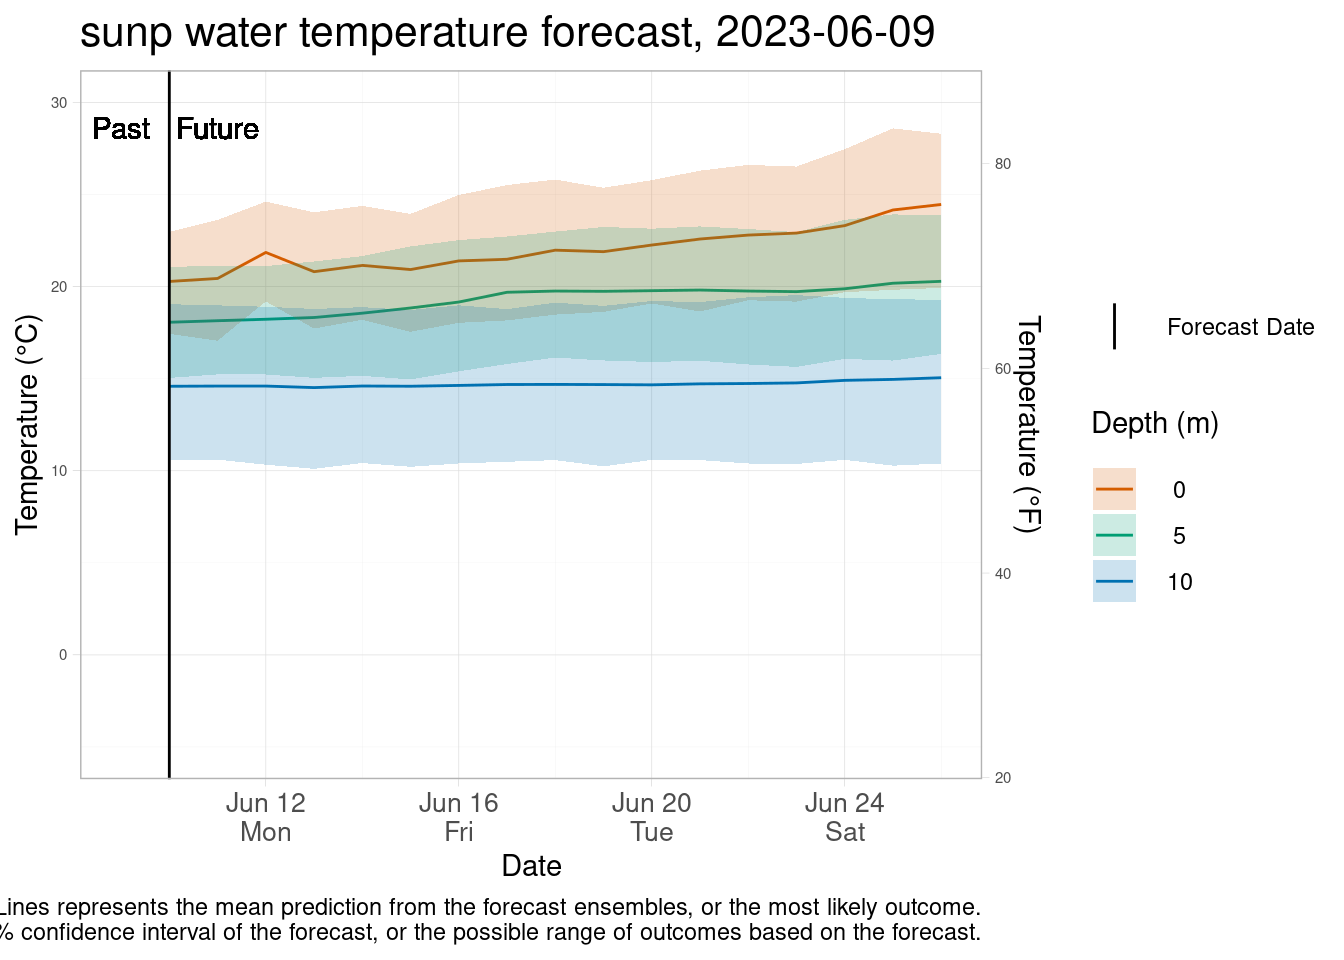 sunp water temperature forecast, 2023-06-09
Past
Future
30
20
10
0
Temperature (°C)
80
60
40
20
Temperature (°F)
Jun 12
Mon
Jun 16
Fri
Jun 20
Tue
Jun 24
Sat
Date
Forecast Date
Depth (m)
0
5
10
Lines represents the mean prediction from the forecast ensembles, or the most likely outcome.
% confidence interval of the forecast, or the possible range of outcomes based on the forecast.